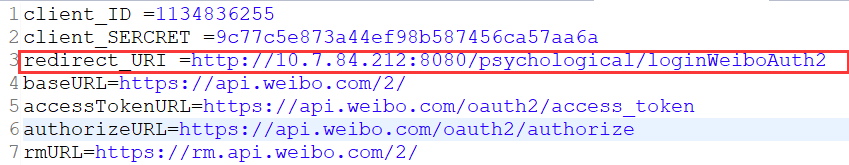 1 client_ID =1134836255
2 client_SERCRET =9c77c5e873a44ef98b587456ca57aa6a
3 redirect_URI =http://10.7.84.212:8080/psychological/loginWeiboAuth2
4 baseURL=https://api.weibo.com/2/
5 accessTokenURL=https://api.weibo.com/oauth2/access_token
6 authorizeURL=https://api.weibo.com/oauth2/authorize
7 rmURL=https://rm.api.weibo.com/2/